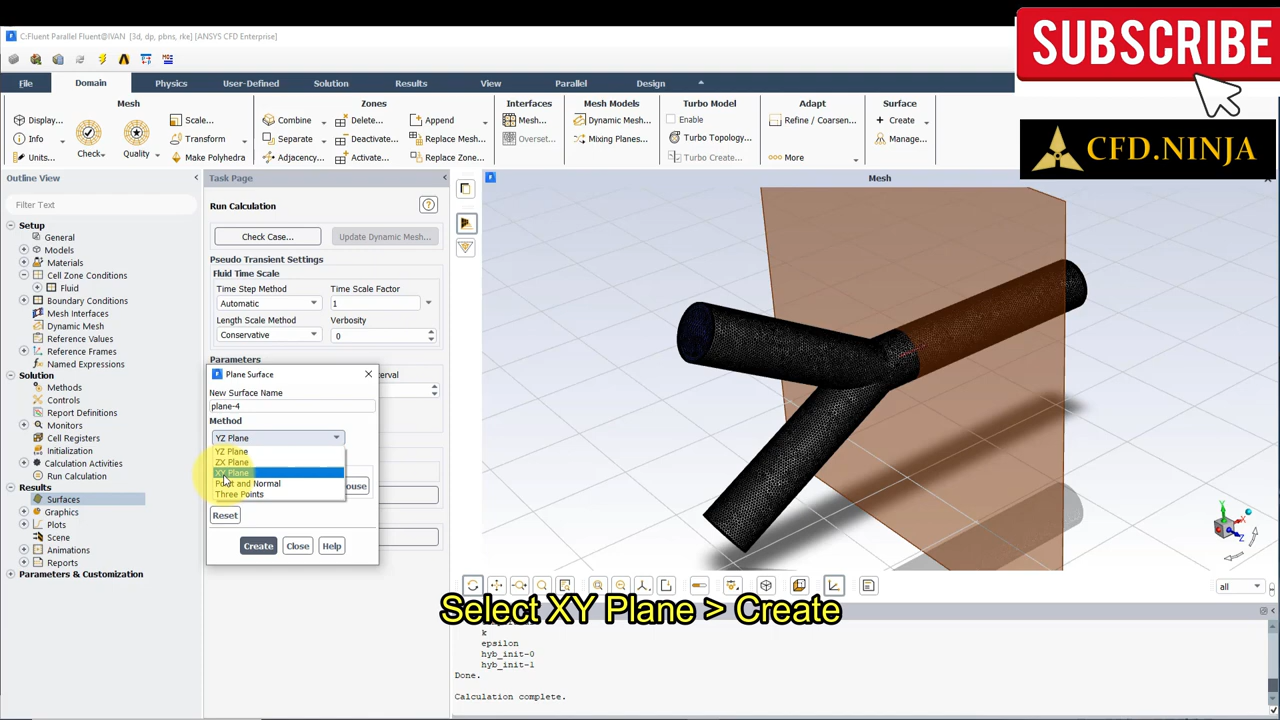 C:Fluent Parallel Fluent@IVAN [3d, dp, pbns, rke] [ANSYS CFD Enterprise]
SUBSCRIBE
File Domain Physics User-Defined Solution Results View Parallel Design
Mesh Zones Interfaces Mesh Models Turbo Model Adapt Surface
Display... Scale... Combine Delete... Append Mesh... Dynamic Mesh... Enable Refine / Coarsen... Create
Info Transform Separate Deactivate... Replace Mesh... Overset... Mixing Planes... Turbo Topology... Manage...
Units... Check Quality Make Polyhedra Adjacency... Activate... Replace Zone... Turbo Create... More
CFD.NINJA
Outline View Task Page Mesh
Filter Text
Run Calculation
Check Case... Update Dynamic Mesh...
Pseudo Transient Settings
Fluid Time Scale
Time Step Method Time Scale Factor
Automatic 1
Length Scale Method Verbosity
Conservative 0
Parameters
Setup
General
Models
Materials
Cell Zone Conditions
Fluid
Boundary Conditions
Mesh Interfaces
Dynamic Mesh
Reference Values
Reference Frames
Named Expressions
Solution
Methods
Controls
Report Definitions
Monitors
Cell Registers
Initialization
Calculation Activities
Run Calculation
Results
Surfaces
Graphics
Plots
Scene
Animations
Reports
Parameters & Customization
Plane Surface
New Surface Name
plane-4
Method
YZ Plane
YZ Plane
ZX Plane
XY Plane
Point and Normal
Three Points
Reset
Create Close Help
all
Select XY Plane > Create
k
epsilon
hyb_init-0
hyb_init-1
Done.
Calculation complete.